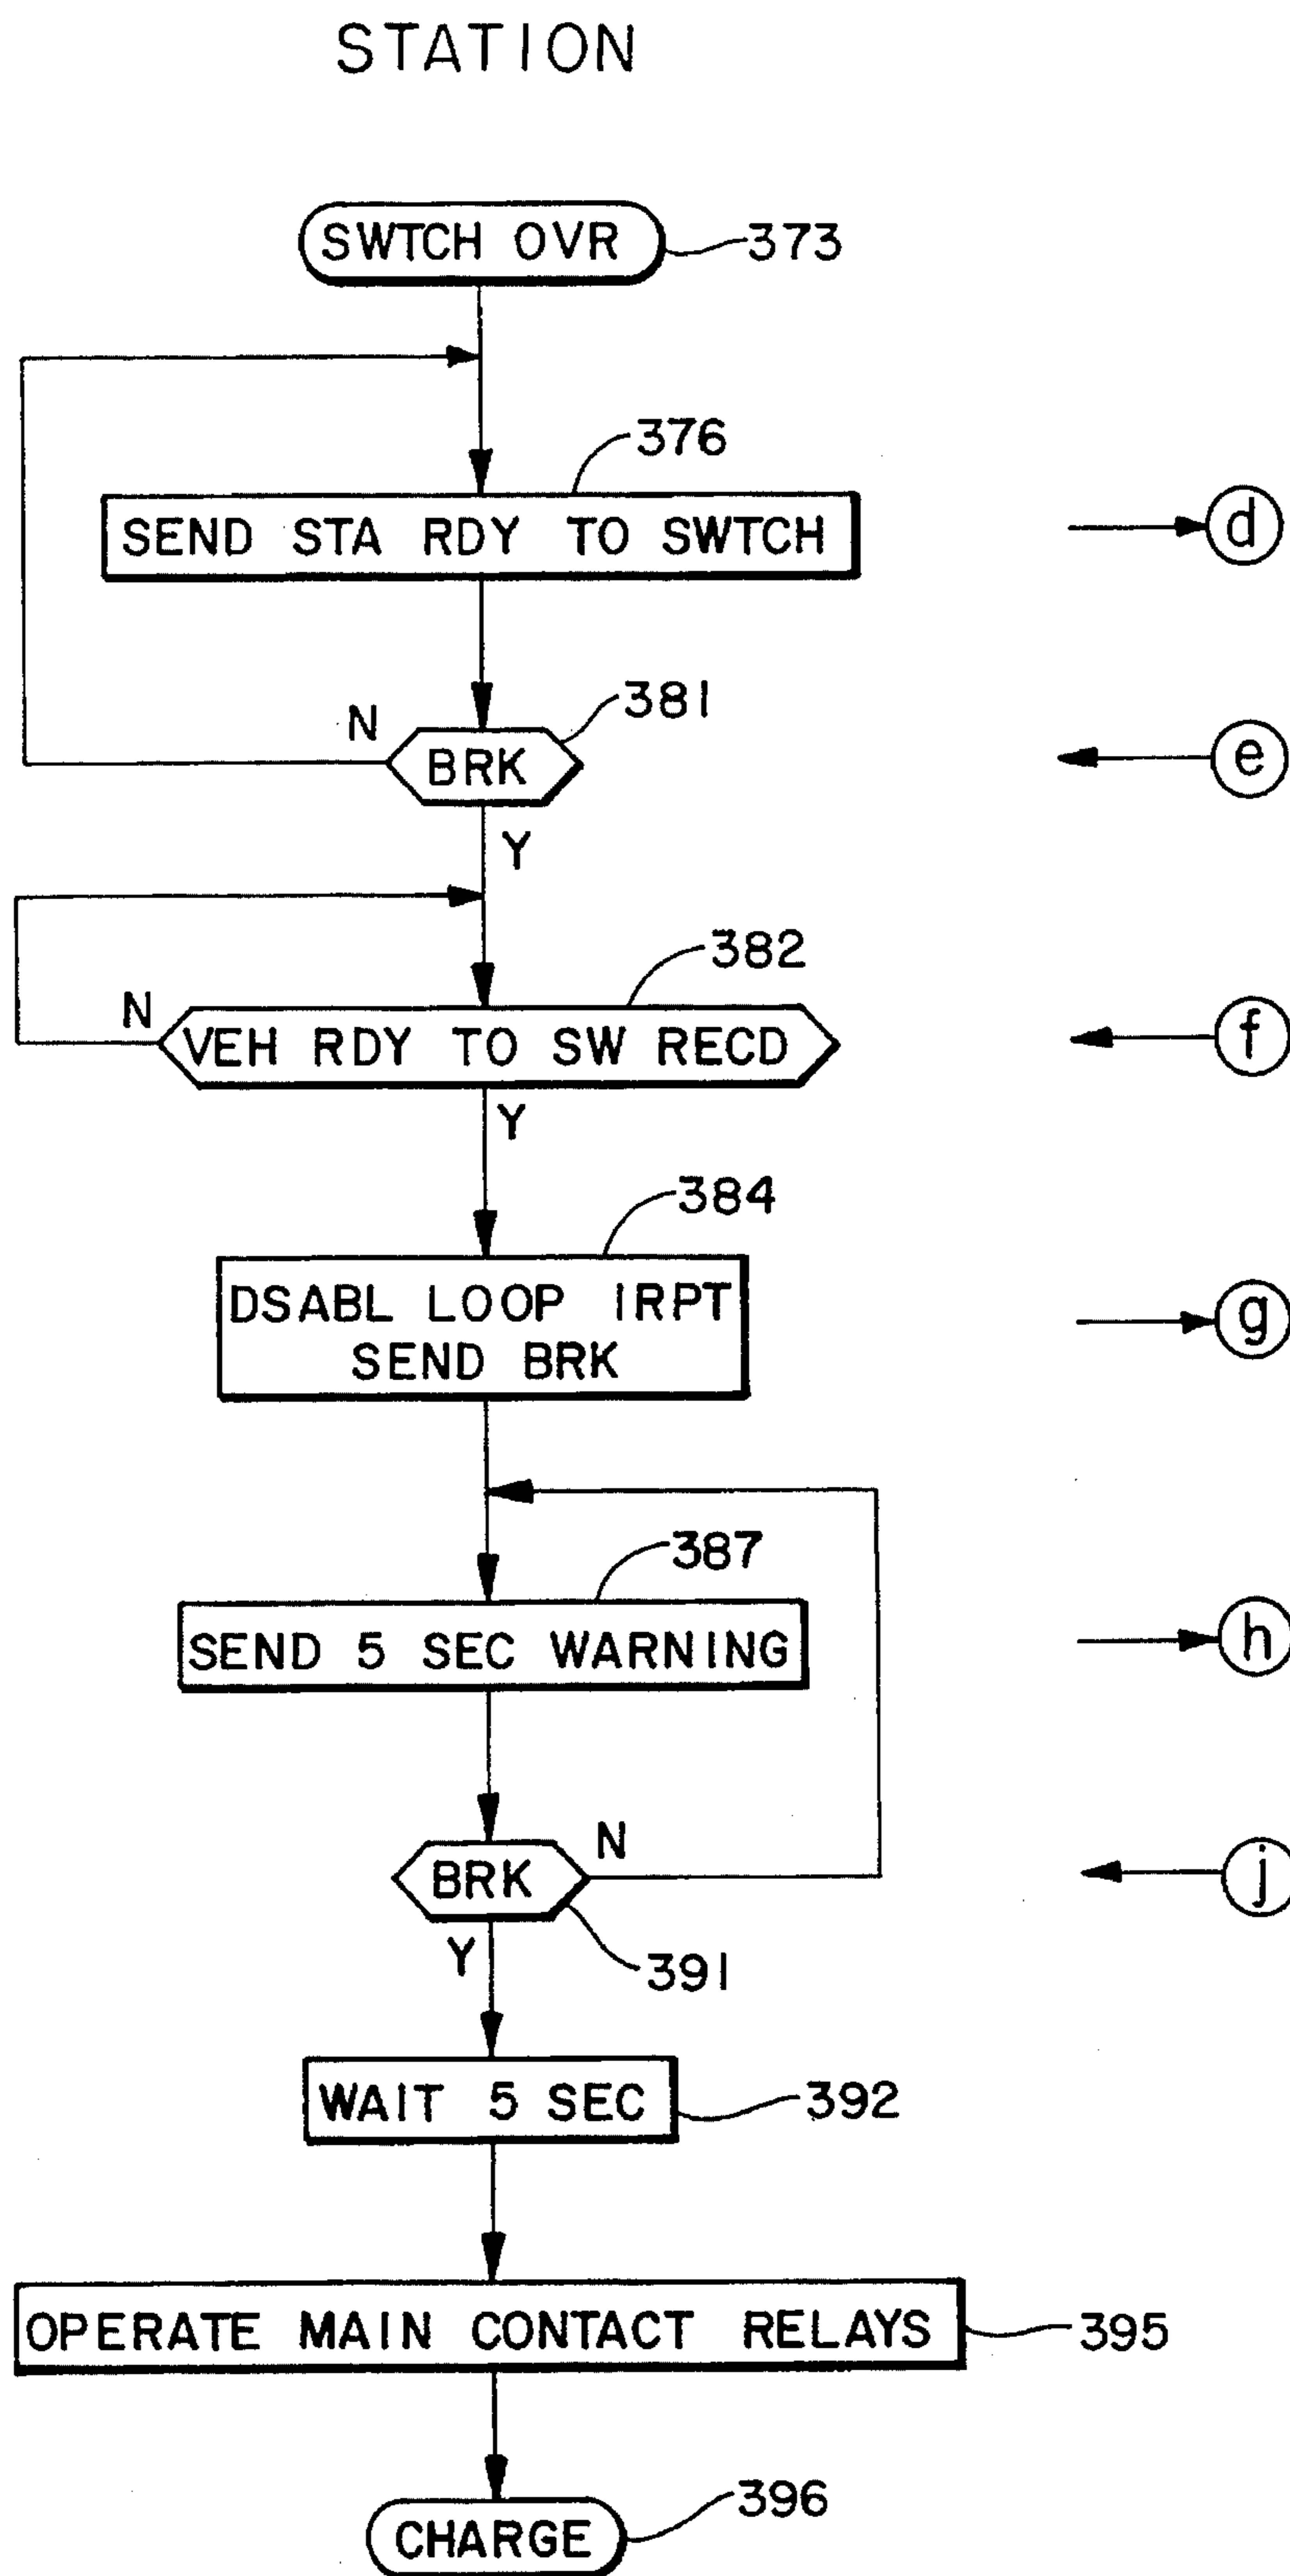 STATION
SWTCH OVR
373
376
SEND STA RDY TO SWTCH
d
381
N
BRK
e
Y
382
N
VEH RDY TO SW RECD
f
Y
384
DSABL LOOP IRPT
SEND BRK
g
387
SEND 5 SEC WARNING
h
BRK
N
j
Y
391
WAIT 5 SEC
392
OPERATE MAIN CONTACT RELAYS
395
CHARGE
396